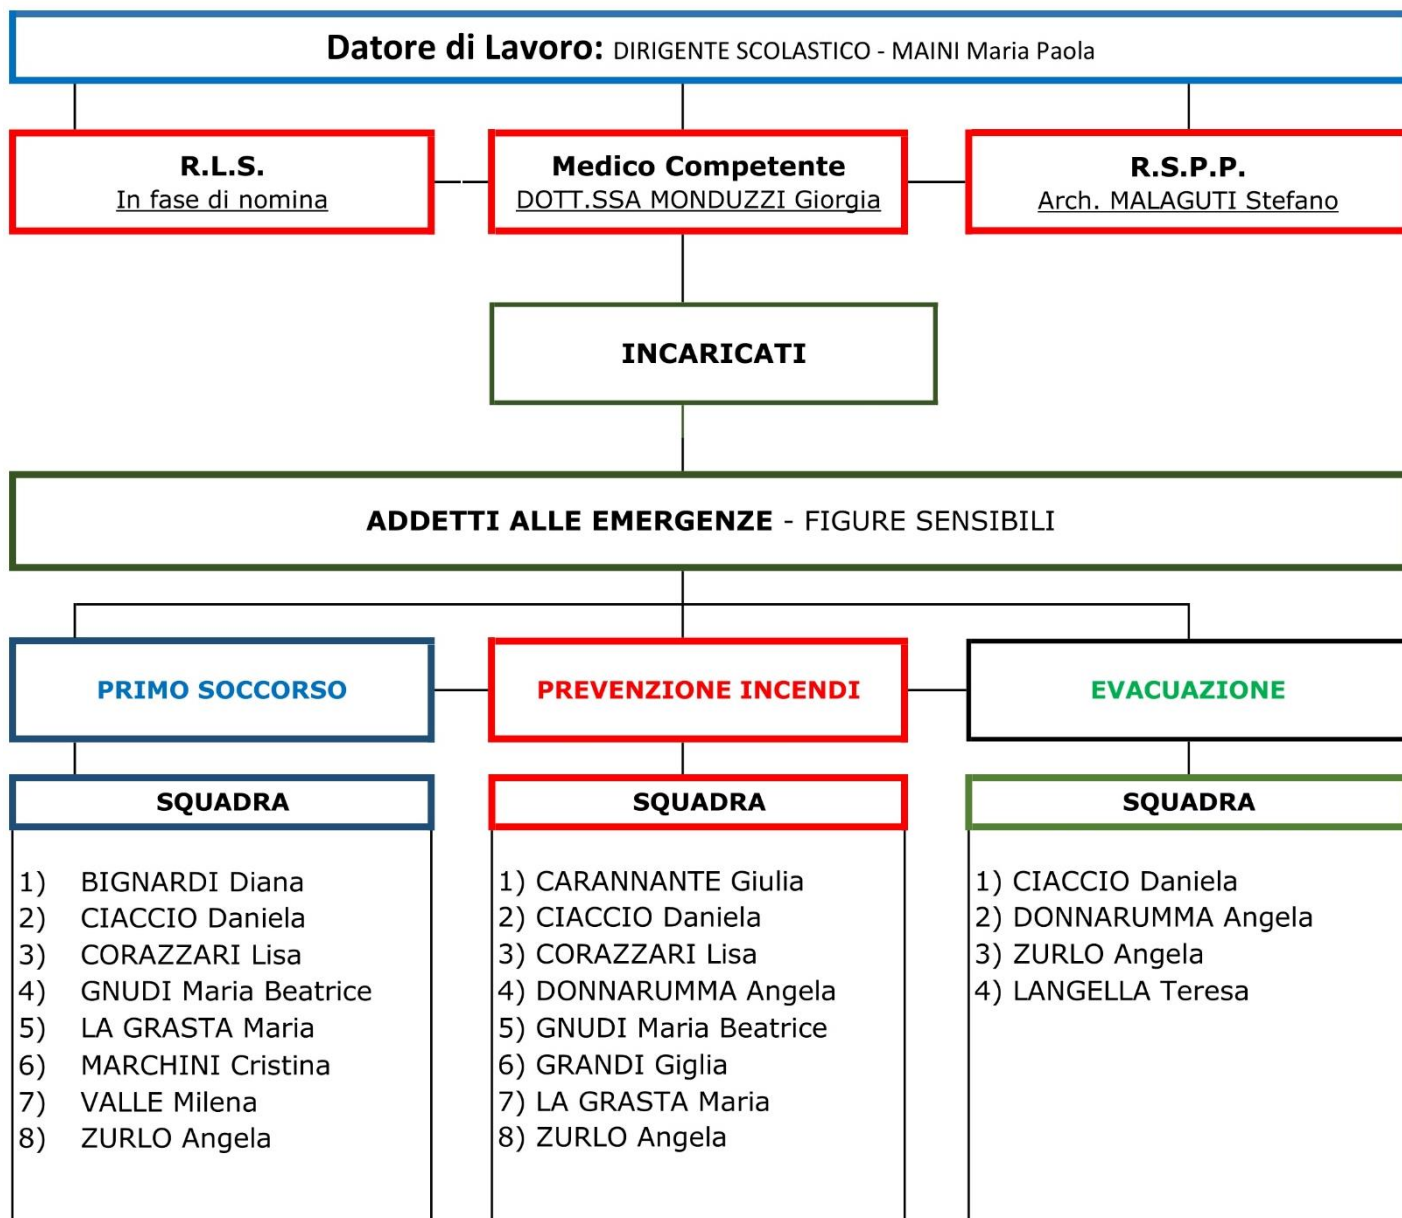 Datore di Lavoro: DIRIGENTE SCOLASTICO - MAINI Maria Paola
R.L.S.
In fase di nomina
Medico Competente
DOTT.SSA MONDUZZI Giorgia
R.S.P.P.
Arch. MALAGUTI Stefano
INCARICATI
ADDETTI ALLE EMERGENZE - FIGURE SENSIBILI
PRIMO SOCCORSO
PREVENZIONE INCENDI
EVACUAZIONE
SQUADRA
1) BIGNARDI Diana
2) CIACCIO Daniela
3) CORAZZARI Lisa
4) GNUDI Maria Beatrice
5) LA GRASTA Maria
6) MARCHINI Cristina
7) VALLE Milena
8) ZURLO Angela
SQUADRA
1) CARANNANTE Giulia
2) CIACCIO Daniela
3) CORAZZARI Lisa
4) DONNARUMMA Angela
5) GNUDI Maria Beatrice
6) GRANDI Giglia
7) LA GRASTA Maria
8) ZURLO Angela
SQUADRA
1) CIACCIO Daniela
2) DONNARUMMA Angela
3) ZURLO Angela
4) LANGELLA Teresa